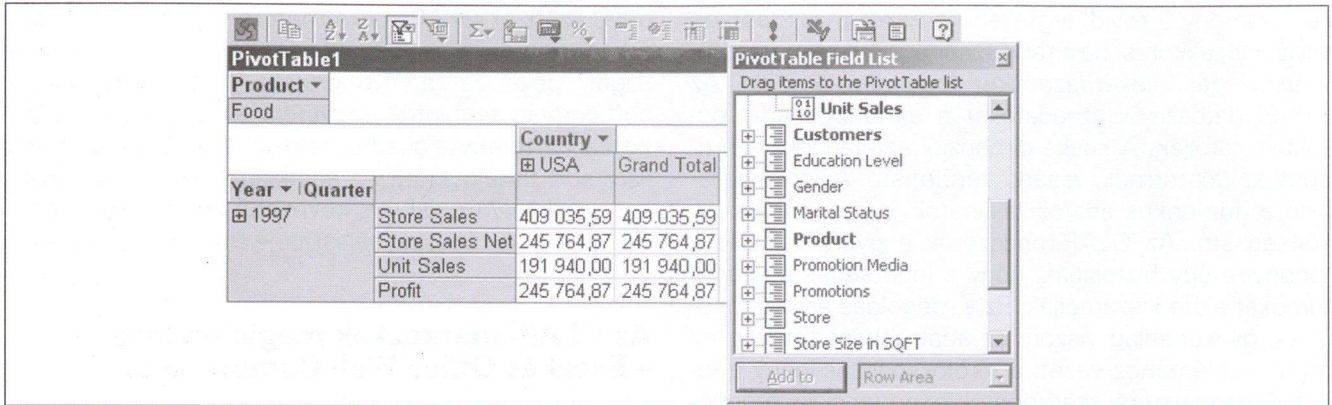 PivotTable1
Product
Food
Country
USA Grand Total
Year Quarter
1997 Store Sales 409 035,59 409.035,59
Store Sales Net 245 764,87 245 764,87
Unit Sales 191 940,00 191 940,00
Profit 245 764,87 245 764,87
PivotTable Field List
Drag items to the PivotTable list
Unit Sales
Customers
Education Level
Gender
Marital Status
Product
Promotion Media
Promotions
Store
Store Size in SQFT
Add to Row Area